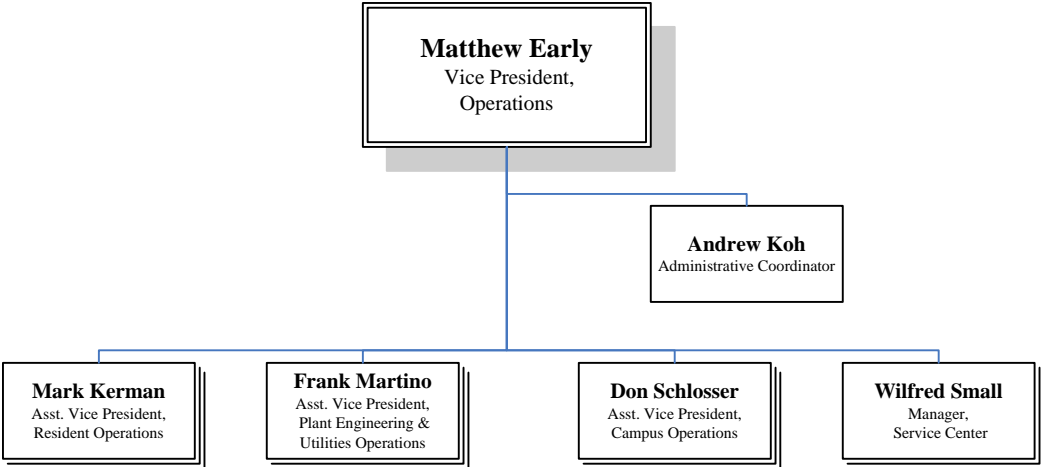 Matthew Early
Vice President,
Operations
Andrew Koh
Administrative Coordinator
Mark Kerman
Asst. Vice President,
Resident Operations
Frank Martino
Asst. Vice President,
Plant Engineering &
Utilities Operations
Don Schlosser
Asst. Vice President,
Campus Operations
Wilfred Small
Manager,
Service Center